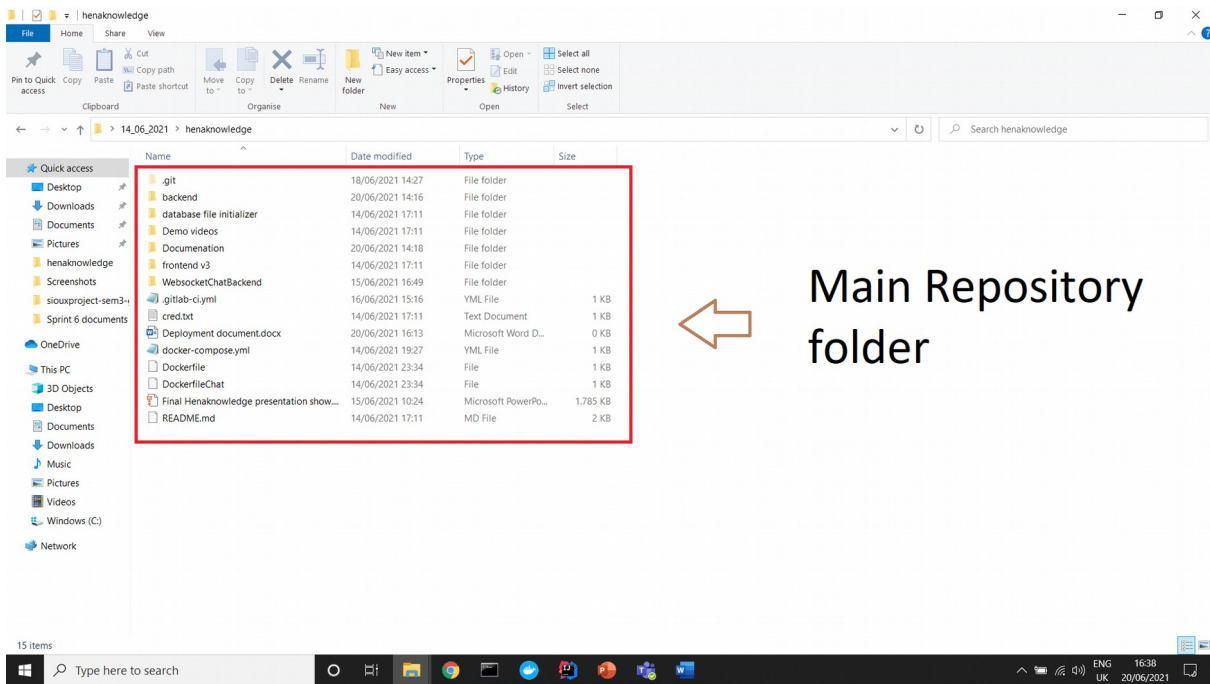 henaknowledge
File Home Share View
Pin to Quick access
Copy
Paste
Cut
Copy path
Paste shortcut
Clipboard
Move to
Copy to
Delete
Rename
Organise
New folder
New item
Easy access
New
Properties
Open
Edit
History
Open
Select all
Select none
Invert selection
Select
14_06_2021 > henaknowledge
Search henaknowledge
Quick access
Desktop
Downloads
Documents
Pictures
henaknowledge
Screenshots
siouxproject-sem3-
Sprint 6 documents
OneDrive
This PC
3D Objects
Desktop
Documents
Downloads
Music
Pictures
Videos
Windows (C:)
Network
Name Date modified Type Size
.git 18/06/2021 14:27 File folder
backend 20/06/2021 14:16 File folder
database file initializer 14/06/2021 17:11 File folder
Demo videos 14/06/2021 17:11 File folder
Documenation 20/06/2021 14:18 File folder
frontend v3 14/06/2021 17:11 File folder
WebsocketChatBackend 15/06/2021 16:49 File folder
.gitlab-ci.yml 16/06/2021 15:16 YML File 1 KB
cred.txt 14/06/2021 17:11 Text Document 1 KB
Deployment document.docx 20/06/2021 16:13 Microsoft Word D... 0 KB
docker-compose.yml 14/06/2021 19:27 YML File 1 KB
Dockerfile 14/06/2021 23:34 File 1 KB
DockerfileChat 14/06/2021 23:34 File 1 KB
Final Henaknowledge presentation show... 15/06/2021 10:24 Microsoft PowerPo... 1.785 KB
README.md 14/06/2021 17:11 MD File 2 KB
Main Repository
folder
15 items
Type here to search
ENG
UK
16:38
20/06/2021